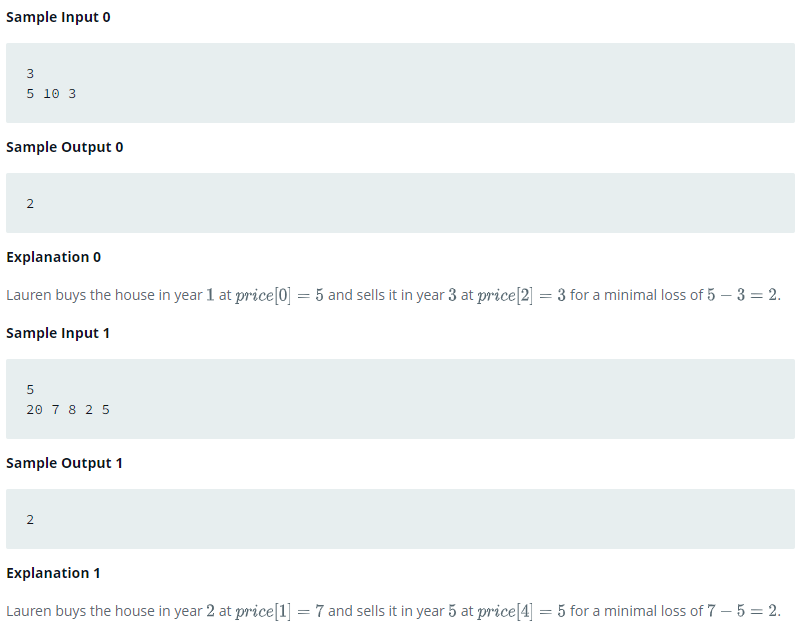 Sample Input 0
3
5 10 3
Sample Output 0
2
Explanation 0
Lauren buys the house in year 1 at price[0] = 5 and sells it in year 3 at price[2] = 3 for a minimal loss of 5 − 3 = 2.
Sample Input 1
5
20 7 8 2 5
Sample Output 1
2
Explanation 1
Lauren buys the house in year 2 at price[1] = 7 and sells it in year 5 at price[4] = 5 for a minimal loss of 7 − 5 = 2.